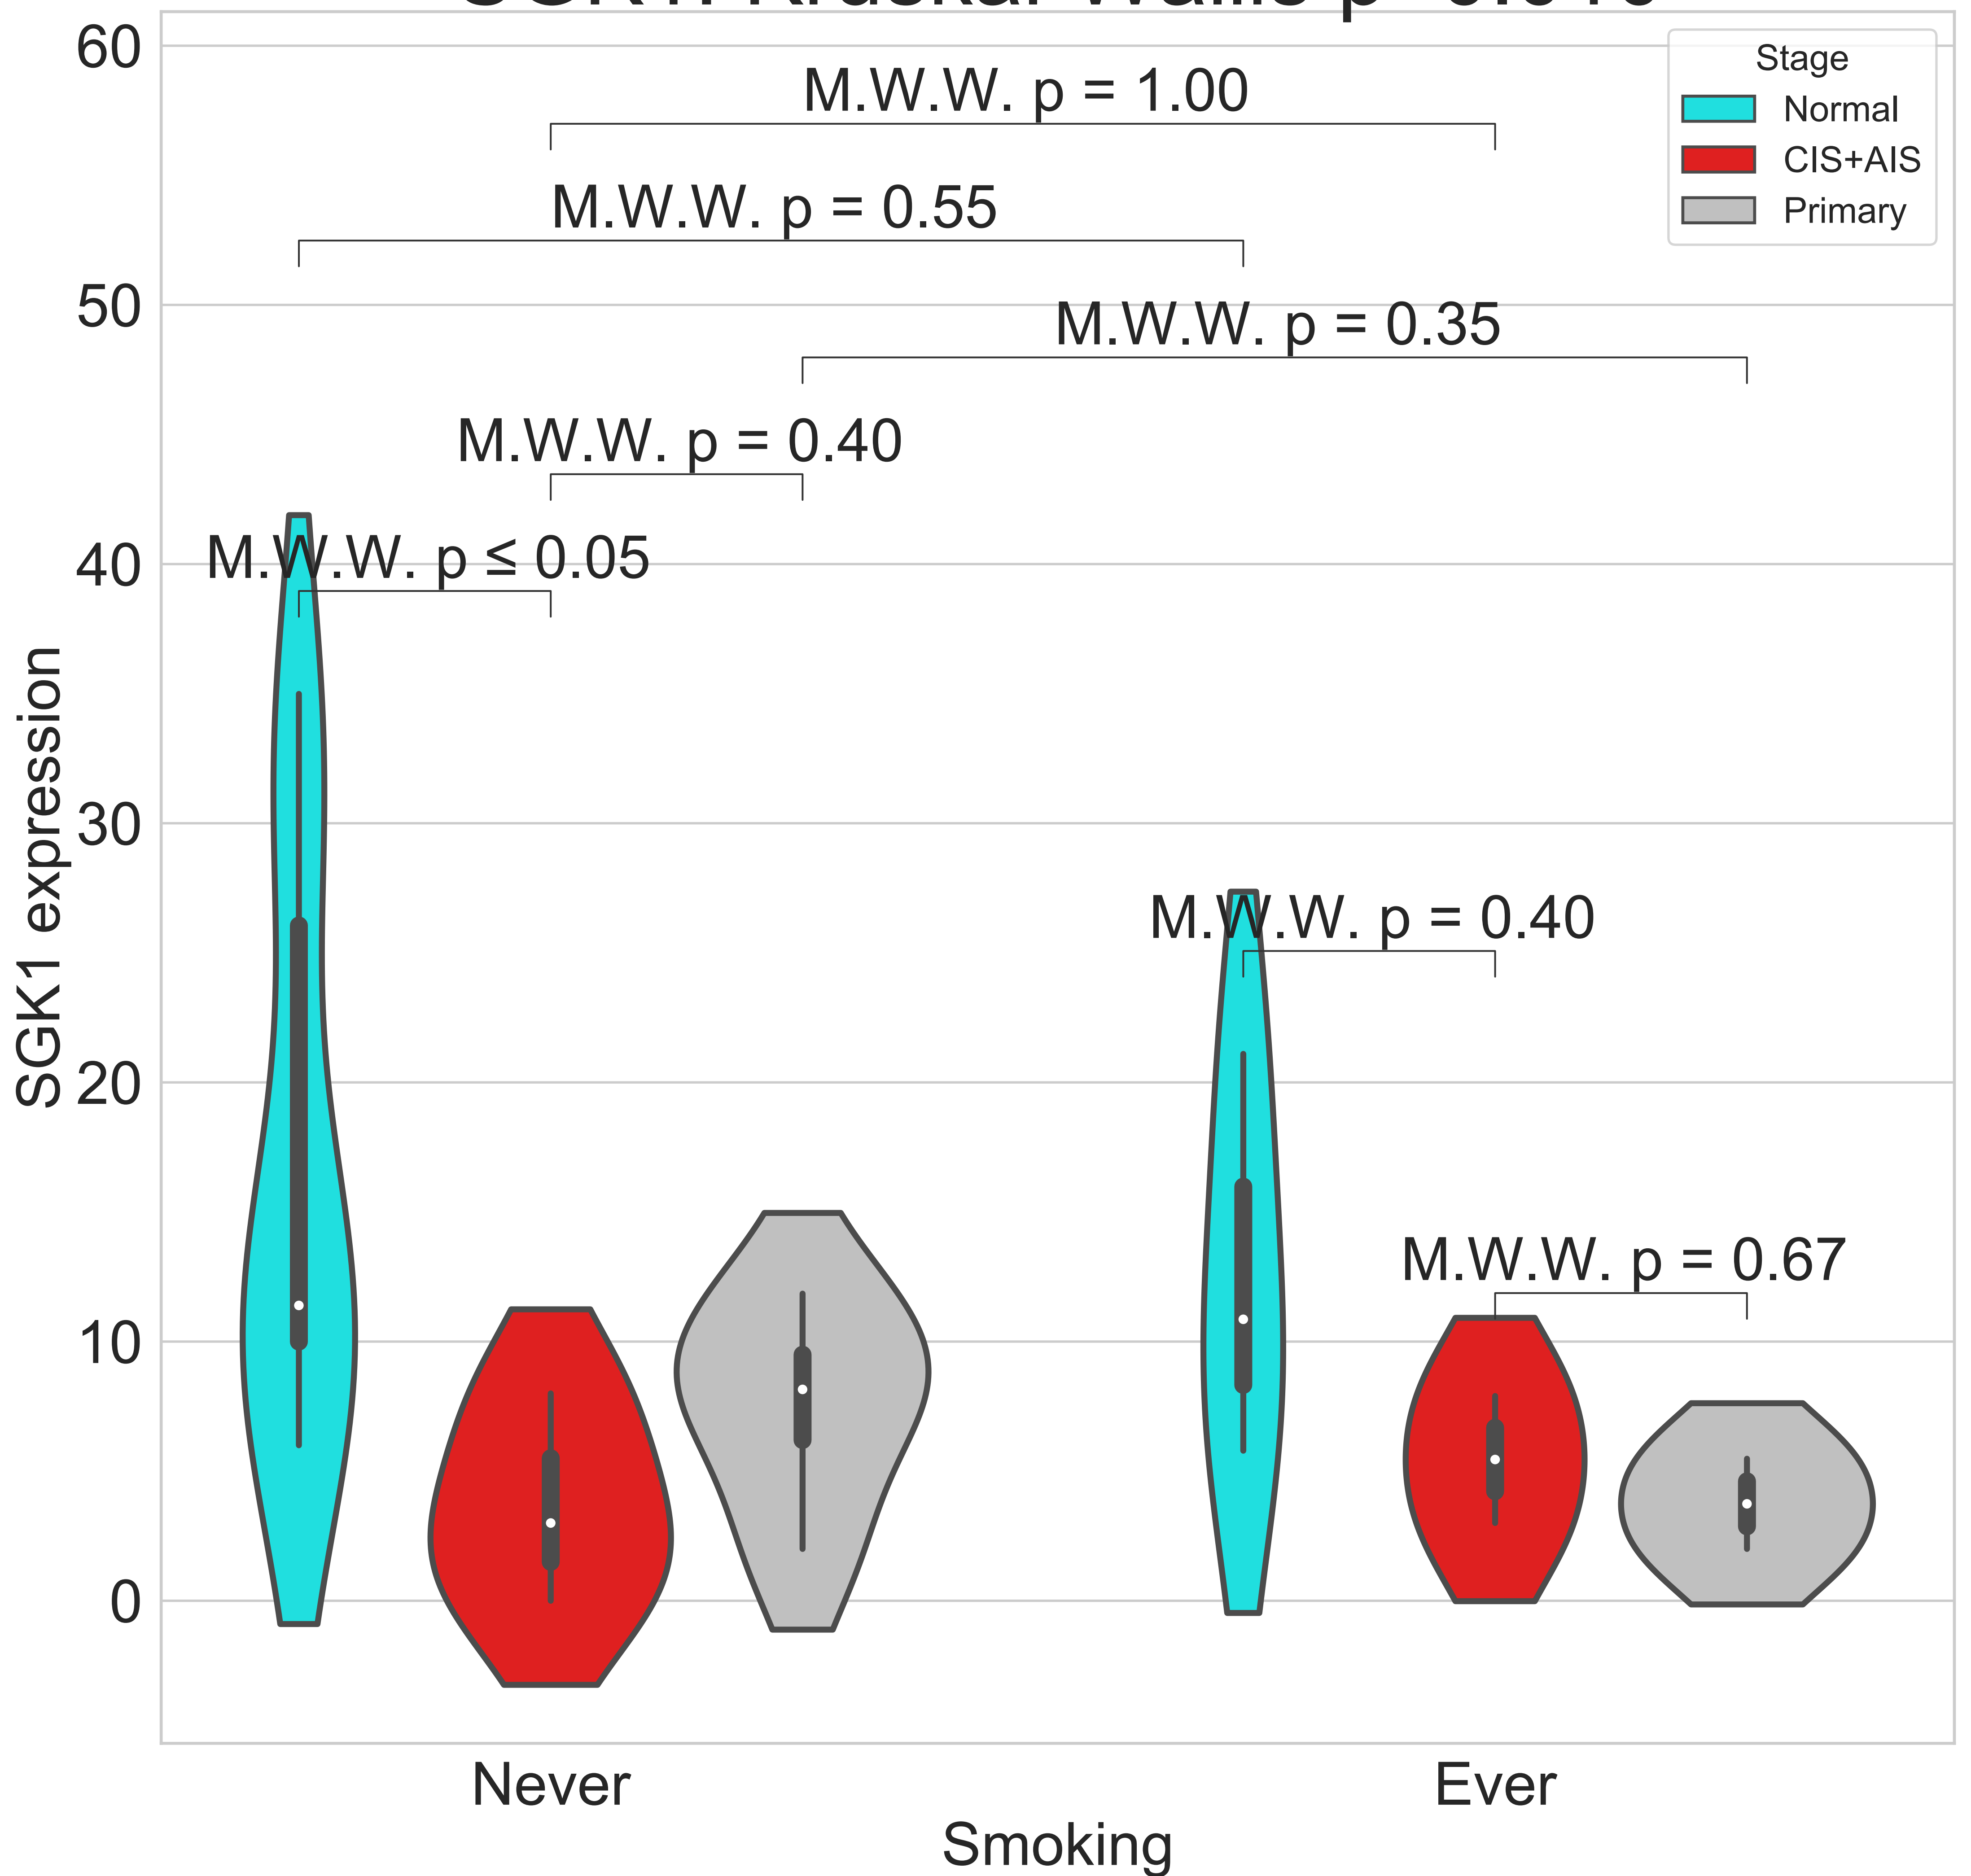 60
Stage
Normal
CIS+AIS
Primary
M.W.W. p = 1.00
M.W.W. p = 0.55
50
M.W.W. p = 0.35
M.W.W. p = 0.40
40
M.W.W. p ≤ 0.05
SGK1 expression
30
M.W.W. p = 0.40
20
M.W.W. p = 0.67
10
0
Never
Ever
Smoking